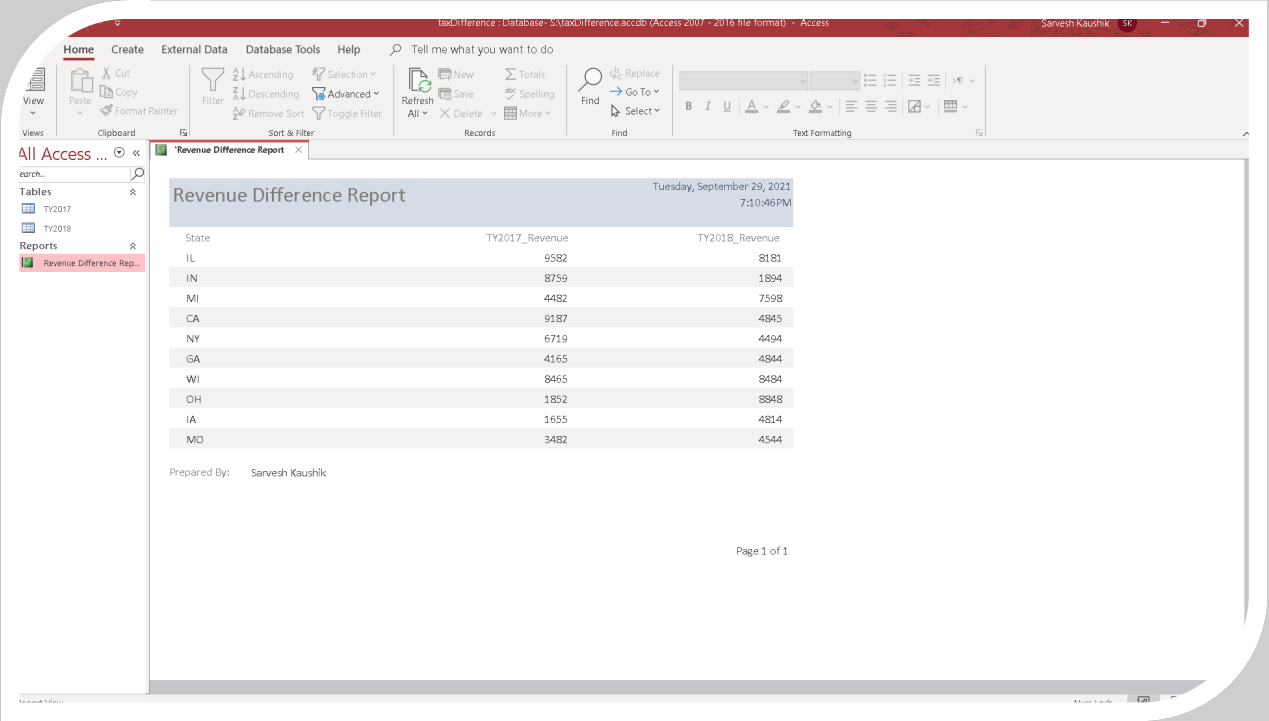 taxDifference : Database- S:\taxDifference.accdb (Access 2007 - 2016 file format) - Access Sarvesh Kaushik SK
Home Create External Data Database Tools Help Tell me what you want to do
View Paste Cut Copy Format Painter
Filter Ascending Descending Remove Sort Selection Advanced Toggle Filter
Refresh All New Save Delete Totals Spelling More
Find Replace Go To Select
B I U A
Views Clipboard Sort & Filter Records Find Text Formatting
All Access ... «
earch...
Tables
TY2017
TY2018
Reports
Revenue Difference Rep...
'Revenue Difference Report
Revenue Difference Report
Tuesday, September 29, 2021
7:10:46PM
State TY2017_Revenue TY2018_Revenue
IL 9582 8181
IN 8759 1894
MI 4482 7598
CA 9187 4845
NY 6719 4494
GA 4165 4844
WI 8465 8484
OH 1852 8848
IA 1655 4814
MO 3482 4544
Prepared By: Sarvesh Kaushik
Page 1 of 1